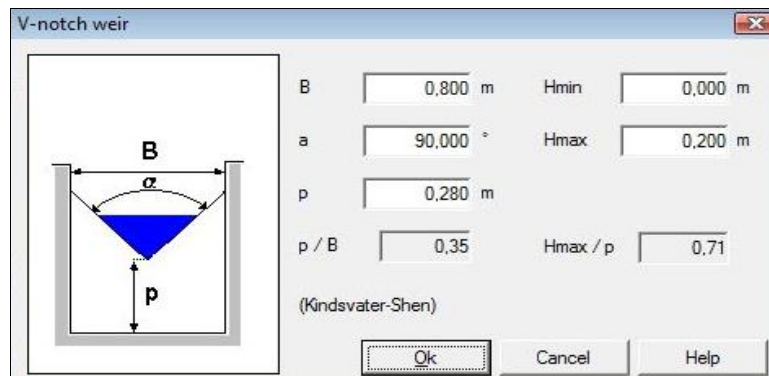 V-notch weir
B
α
p
B 0,800 m Hmin 0,000 m
a 90,000 ° Hmax 0,200 m
p 0,280 m
p / B 0,35 Hmax / p 0,71
(Kindsvater-Shen)
Ok Cancel Help